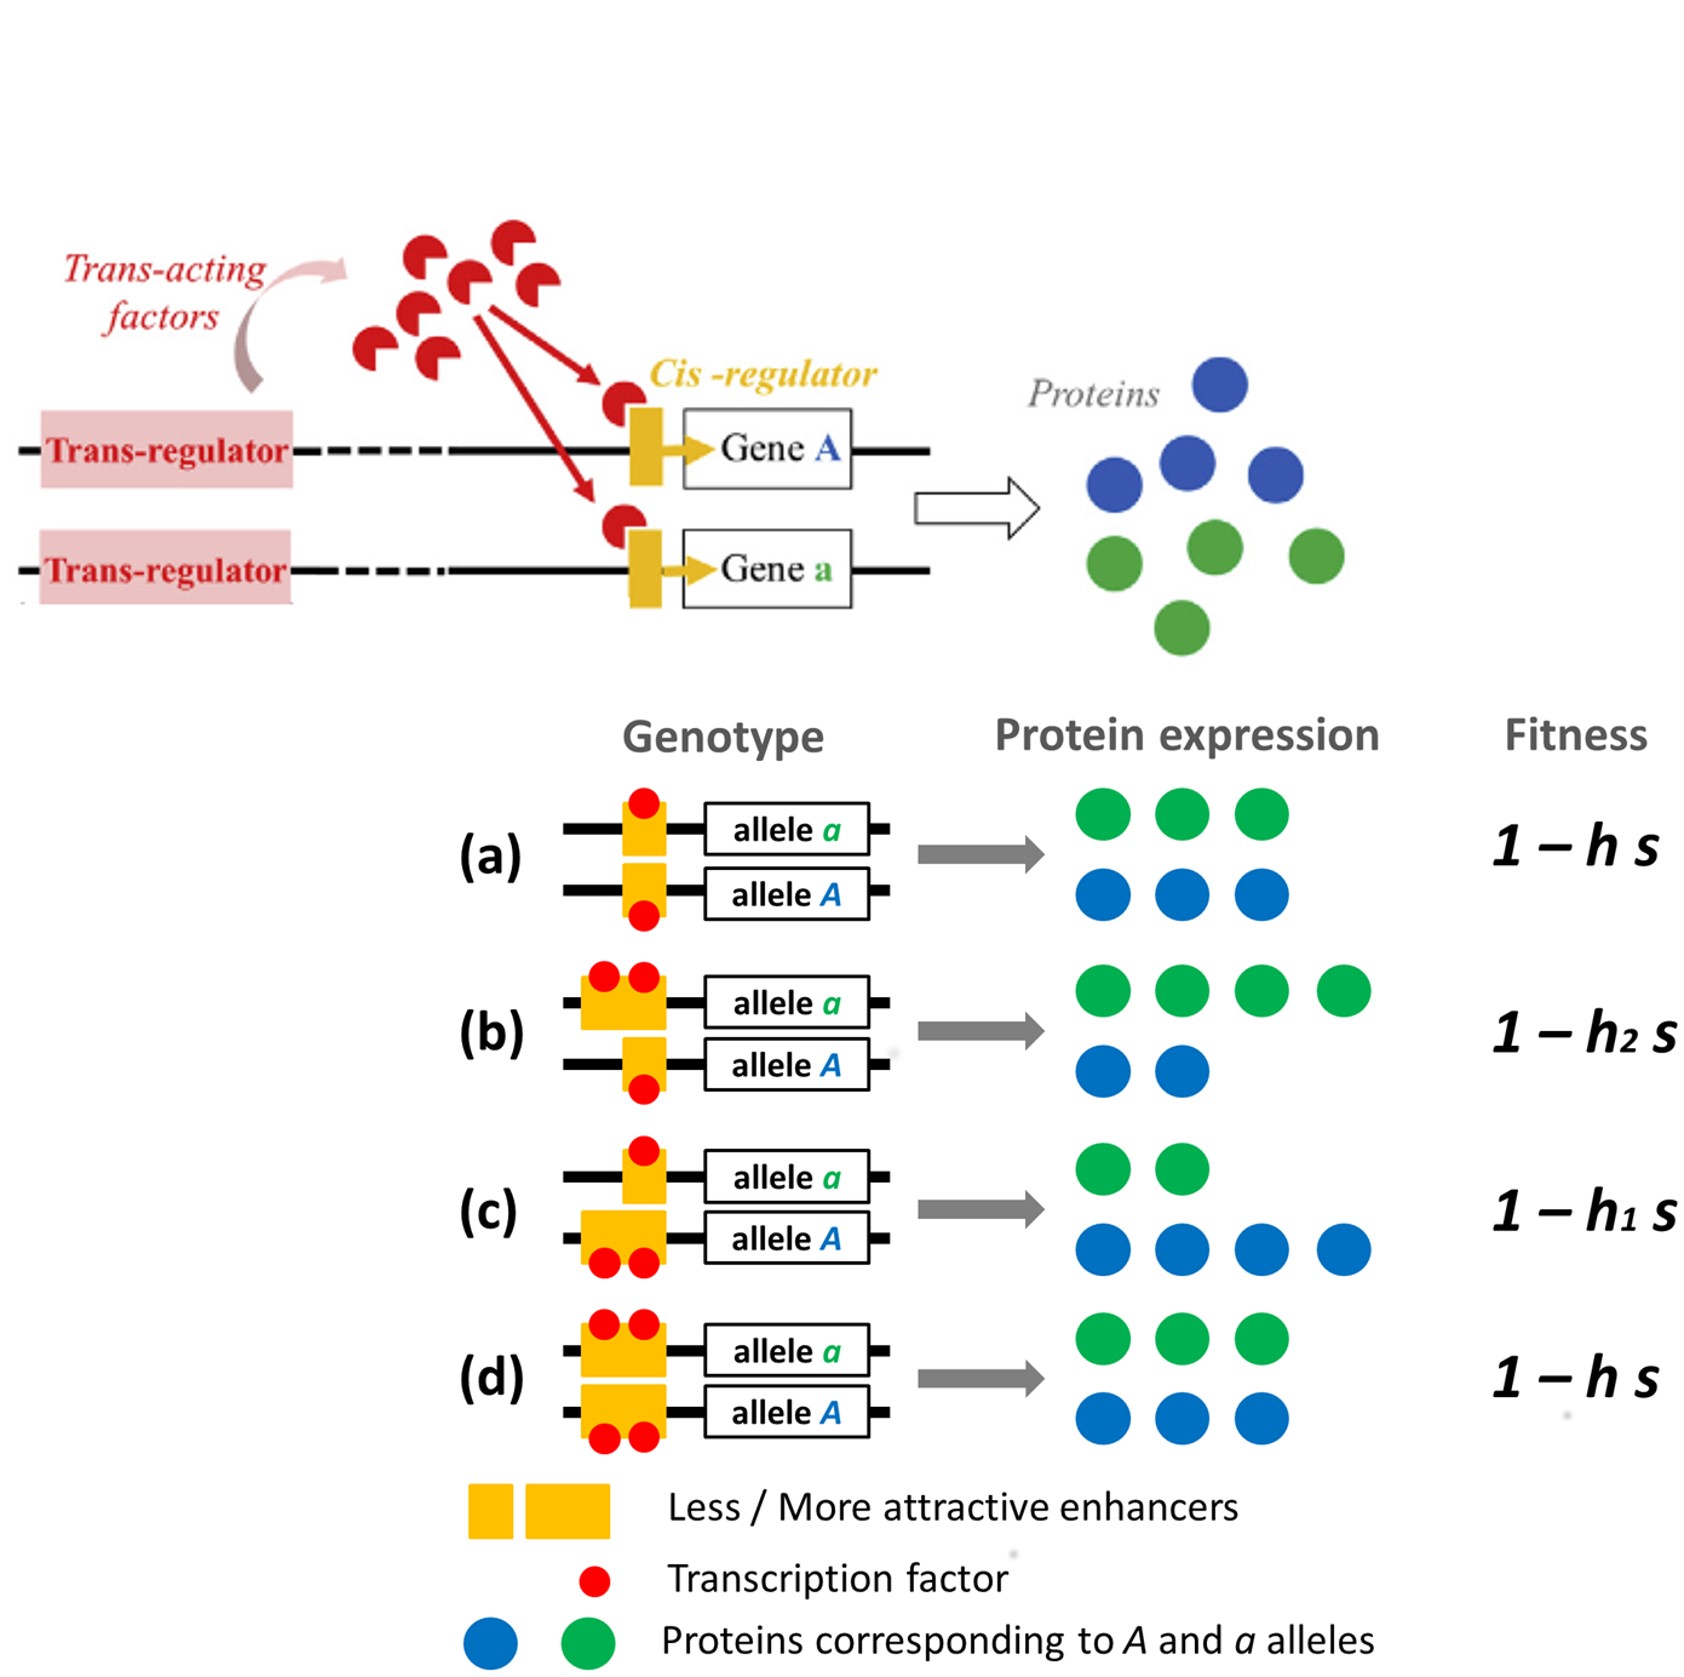 Trans-acting
factors
Cis -regulator
Proteins
Trans-regulator
Gene A
Trans-regulator
Gene a
Genotype Protein expression Fitness
(a) allele a 1 – h s
allele A
(b) allele a 1 – h₂ s
allele A
(c) allele a 1 – h₁ s
allele A
(d) allele a 1 – h s
allele A
Less / More attractive enhancers
Transcription factor
Proteins corresponding to A and a alleles